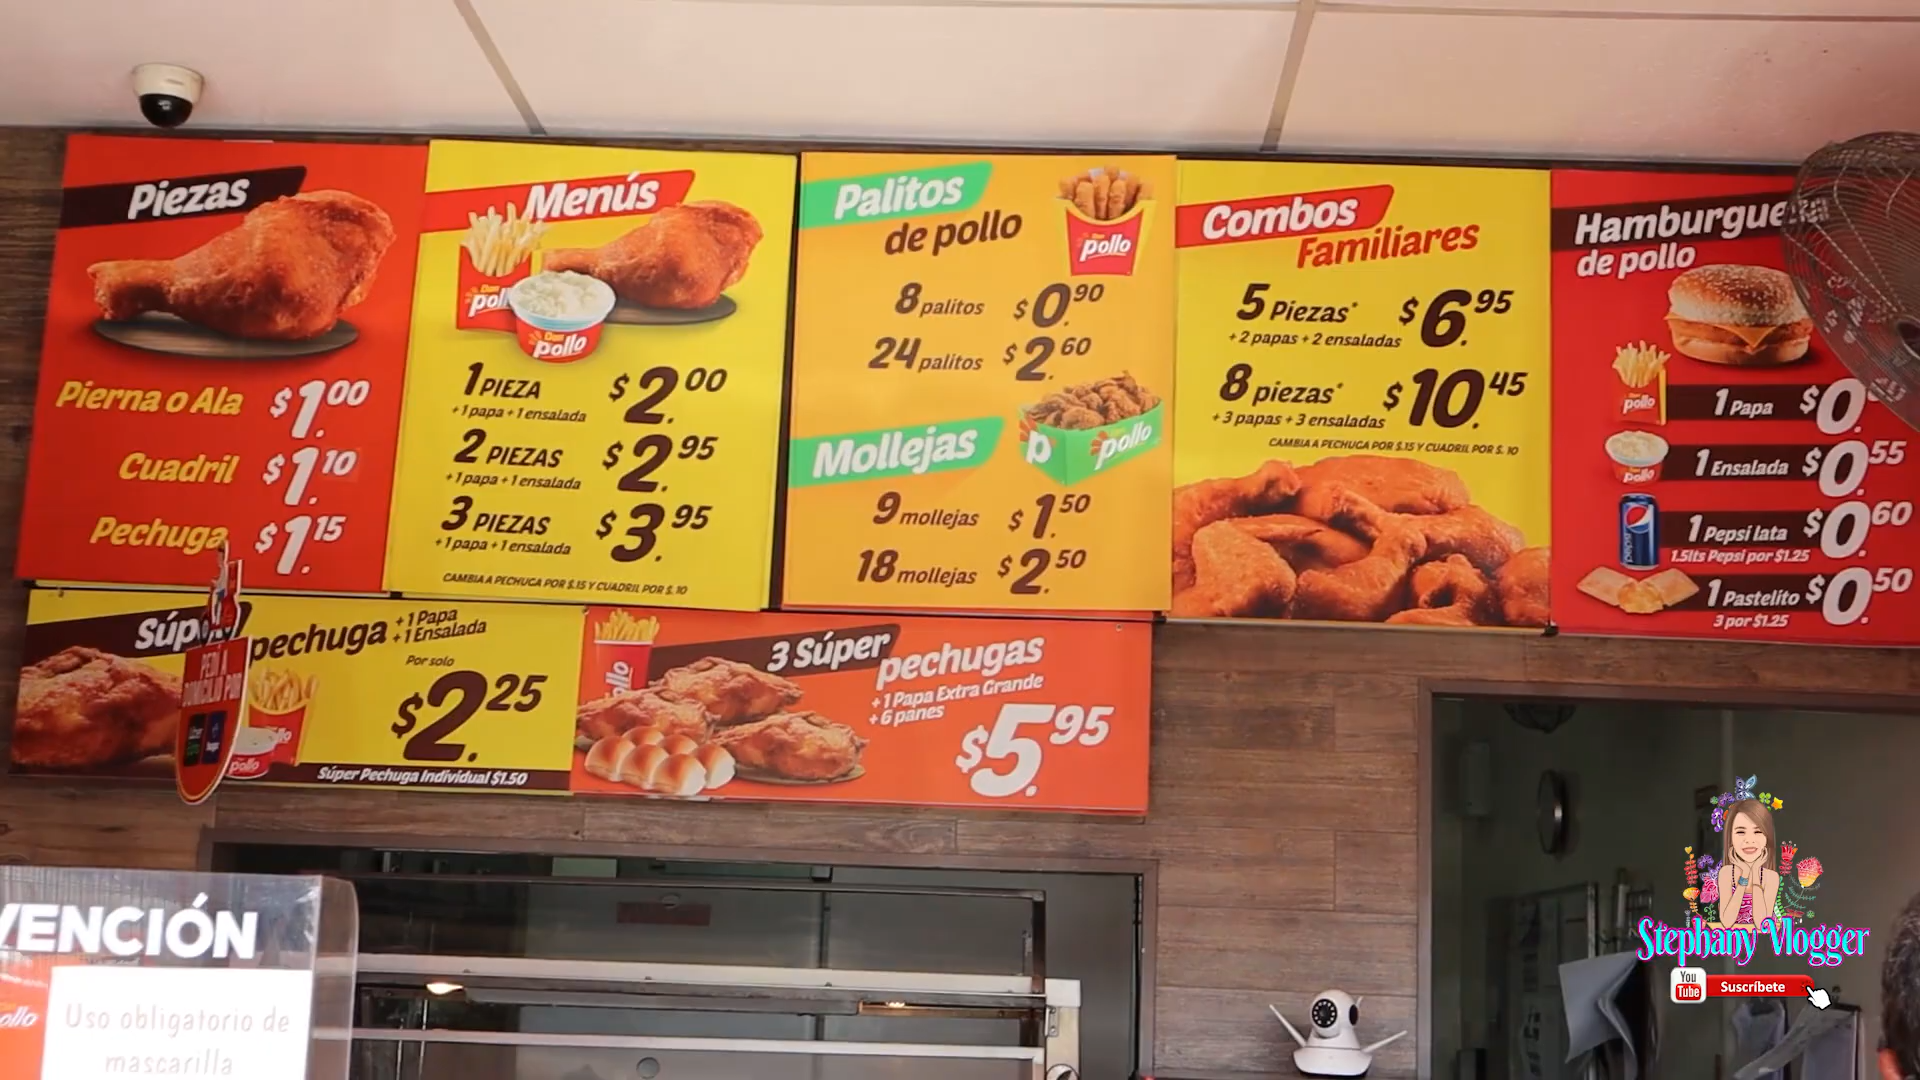 Piezas
Pierna o Ala $1.00
Cuadril $1.10
Pechuga $1.15
Menús
Don pollo
1 PIEZA $2.00
+1 papa +1 ensalada
2 PIEZAS $2.95
+1 papa +1 ensalada
3 PIEZAS $3.95
+1 papa +1 ensalada
CAMBIA A PECHUGA POR $.15 Y CUADRIL POR $.10
Palitos
de pollo
pollo
8 palitos $0.90
24 palitos $2.60
Mollejas
pollo
9 mollejas $1.50
18 mollejas $2.50
Combos
Familiares
5 Piezas* $6.95
+2 papas +2 ensaladas
8 piezas* $10.45
+3 papas +3 ensaladas
CAMBIA A PECHUGA POR $.15 Y CUADRIL POR $.10
Hamburgue
de pollo
1 Papa $0.
1 Ensalada $0.55
1 Pepsi lata $0.60
1.5lts Pepsi por $1.25
1 Pastelito $0.50
3 por $1.25
pepsi
Súp
pechuga
+1 Papa
+1 Ensalada
Por solo
$2.25
Súper Pechuga Individual $1.50
PEDÍ A
DOMICILIO POR
3 Súper
pechugas
+1 Papa Extra Grande
+6 panes
$5.95
VENCIÓN
Uso obligatorio de
mascarilla
Stephany Vlogger
You Tube Suscríbete